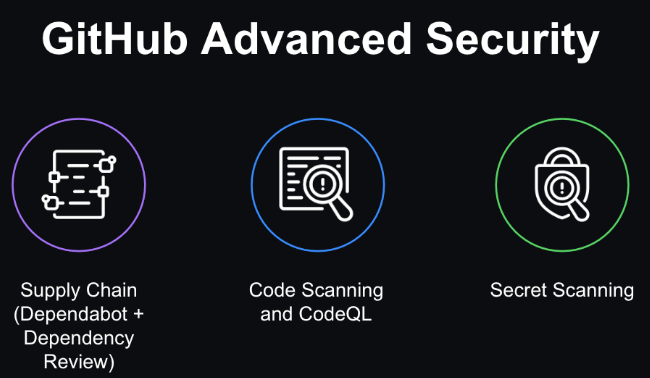 GitHub Advanced Security
Supply Chain
(Dependabot +
Dependency
Review)
Code Scanning
and CodeQL
Secret Scanning